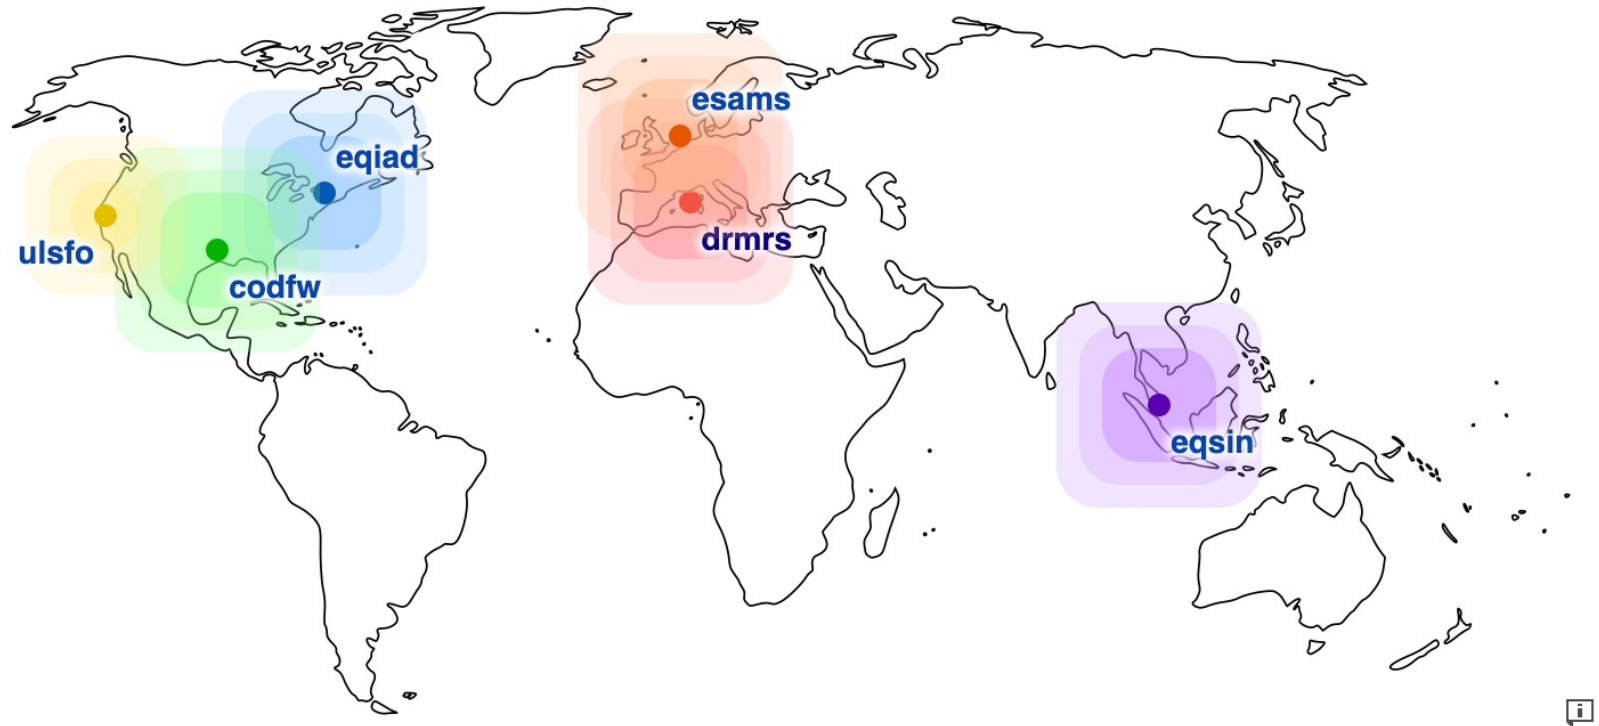 esams
eqiad
drmrs
ulsfo
codfw
eqsin
i